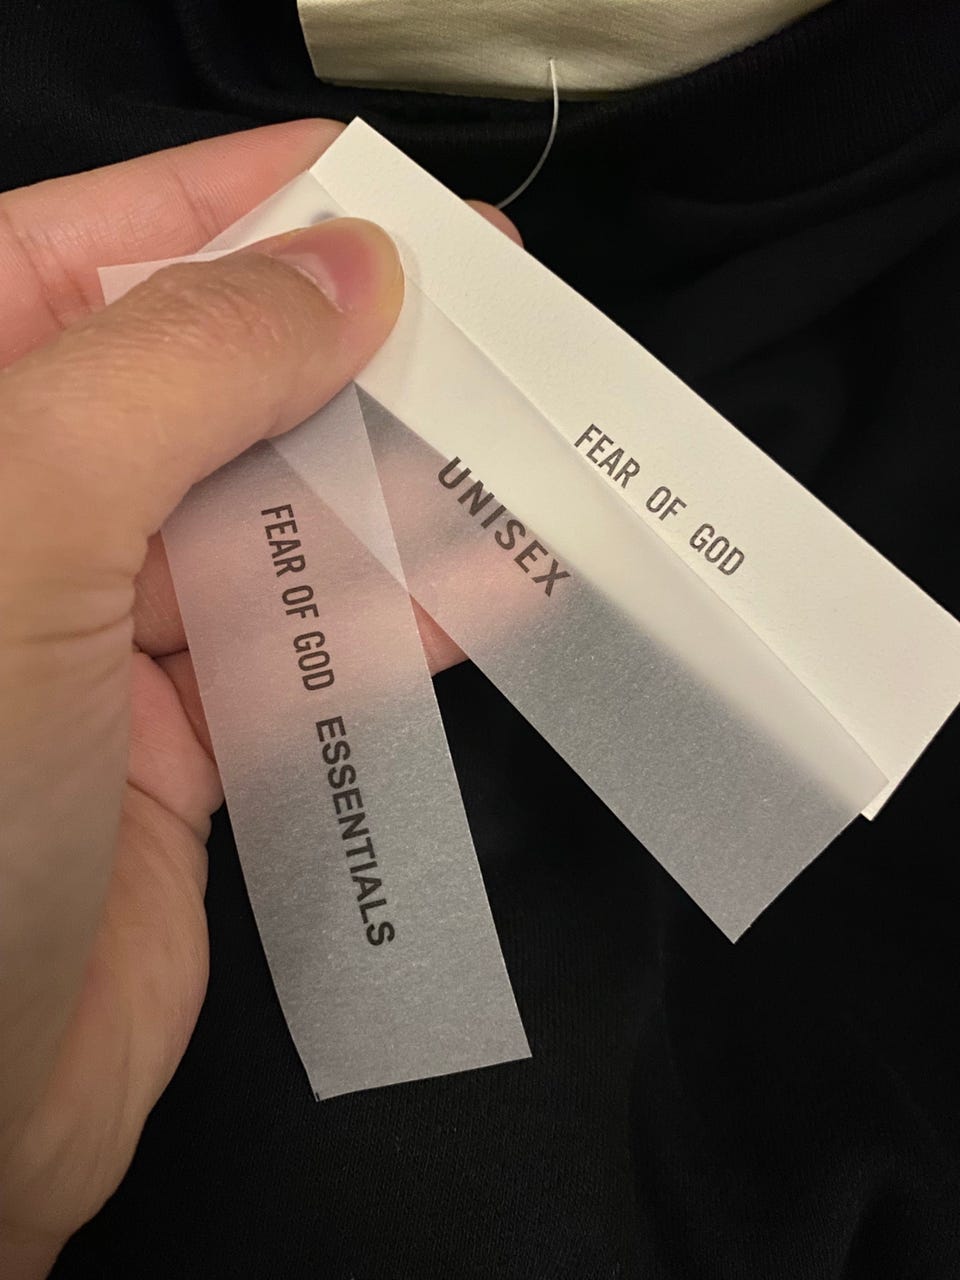 FEAR OF GOD
UNISEX
FEAR OF GOD ESSENTIALS